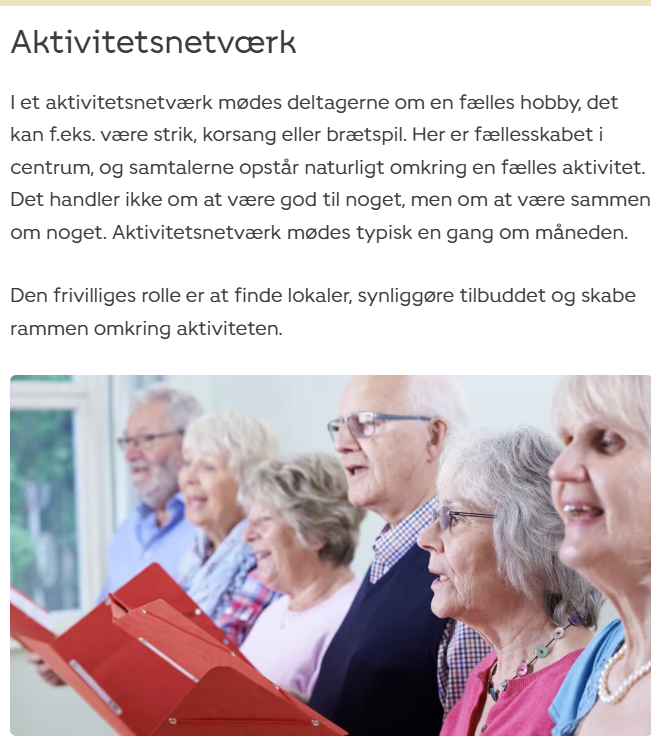 Aktivitetsnetværk
I et aktivitetsnetværk mødes deltagerne om en fælles hobby, det
kan f.eks. være strik, korsang eller brætspil. Her er fællesskabet i
centrum, og samtalerne opstår naturligt omkring en fælles aktivitet.
Det handler ikke om at være god til noget, men om at være sammen
om noget. Aktivitetsnetværk mødes typisk en gang om måneden.
Den frivilliges rolle er at finde lokaler, synliggøre tilbuddet og skabe
rammen omkring aktiviteten.